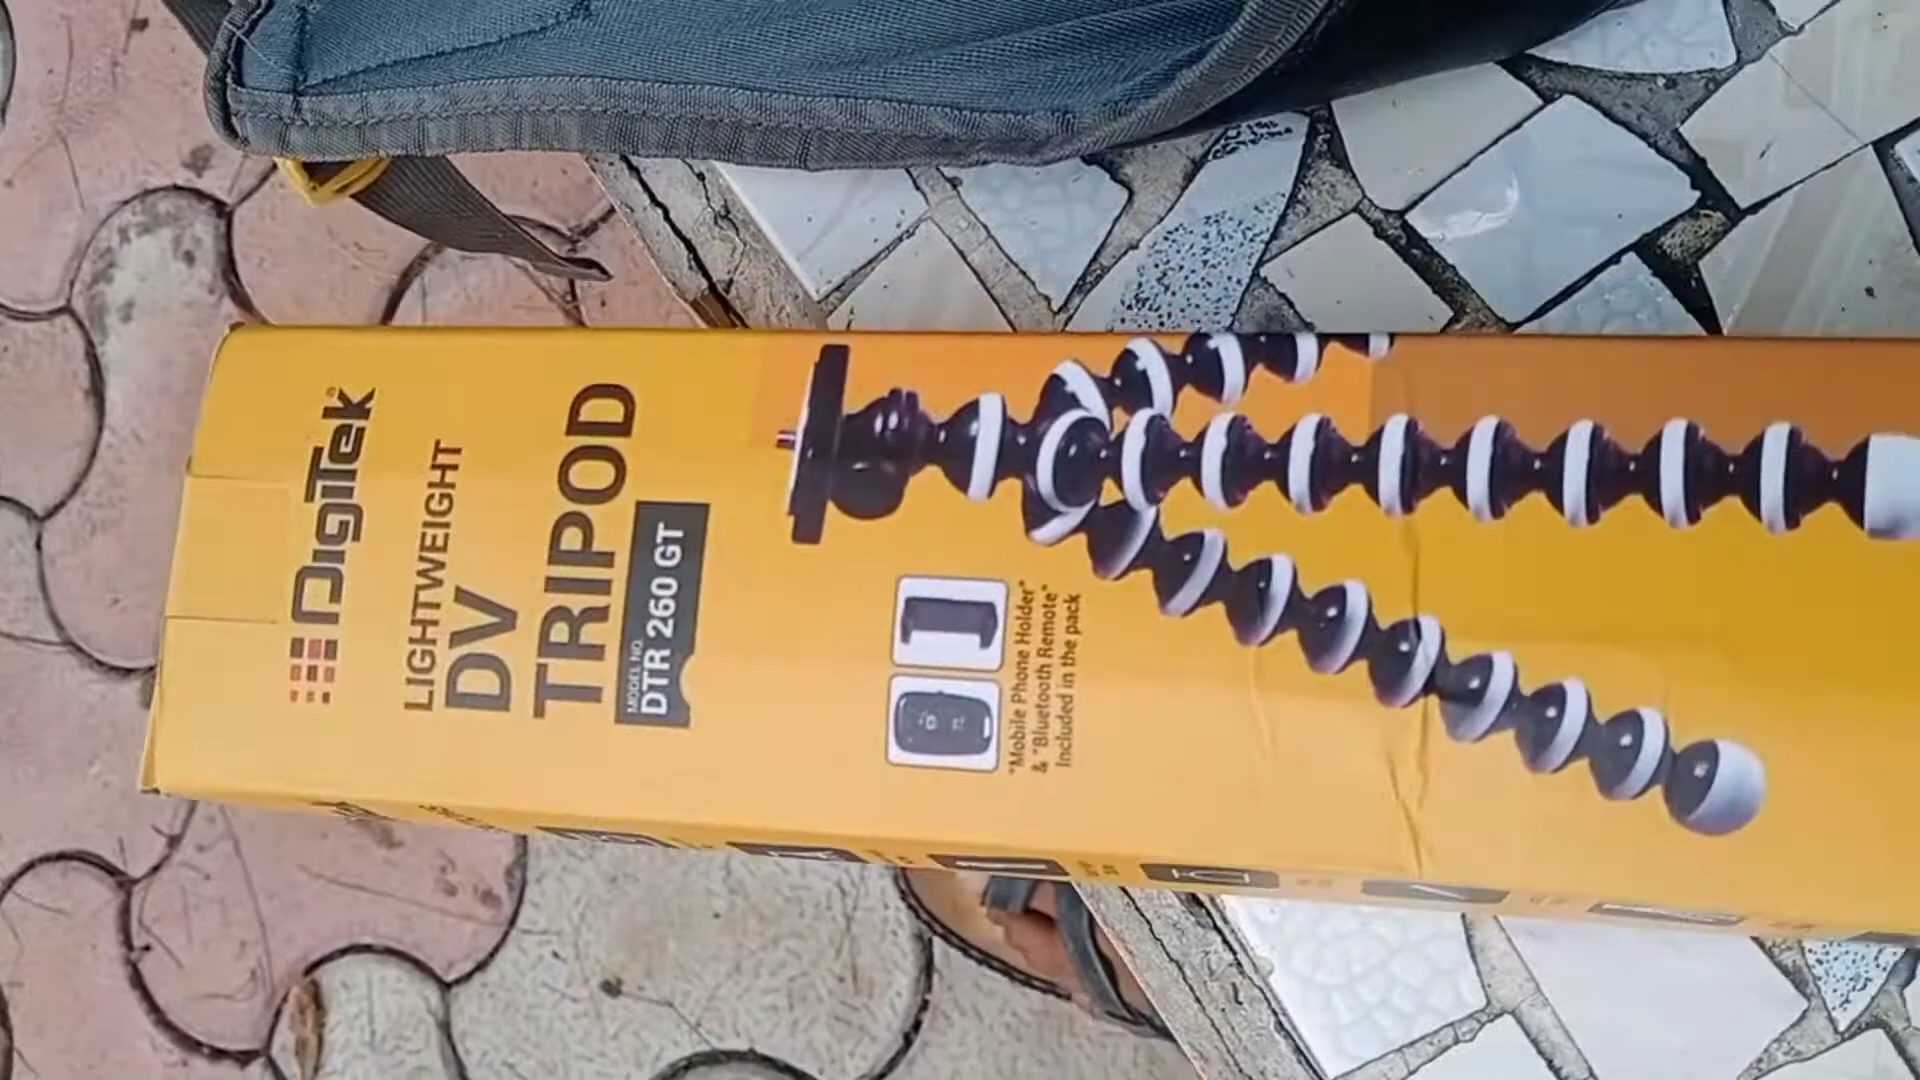 DigiTek®
LIGHTWEIGHT
DV
TRIPOD
MODEL NO.
DTR 260 GT
"Mobile Phone Holder"
& "Bluetooth Remote"
Included in the pack